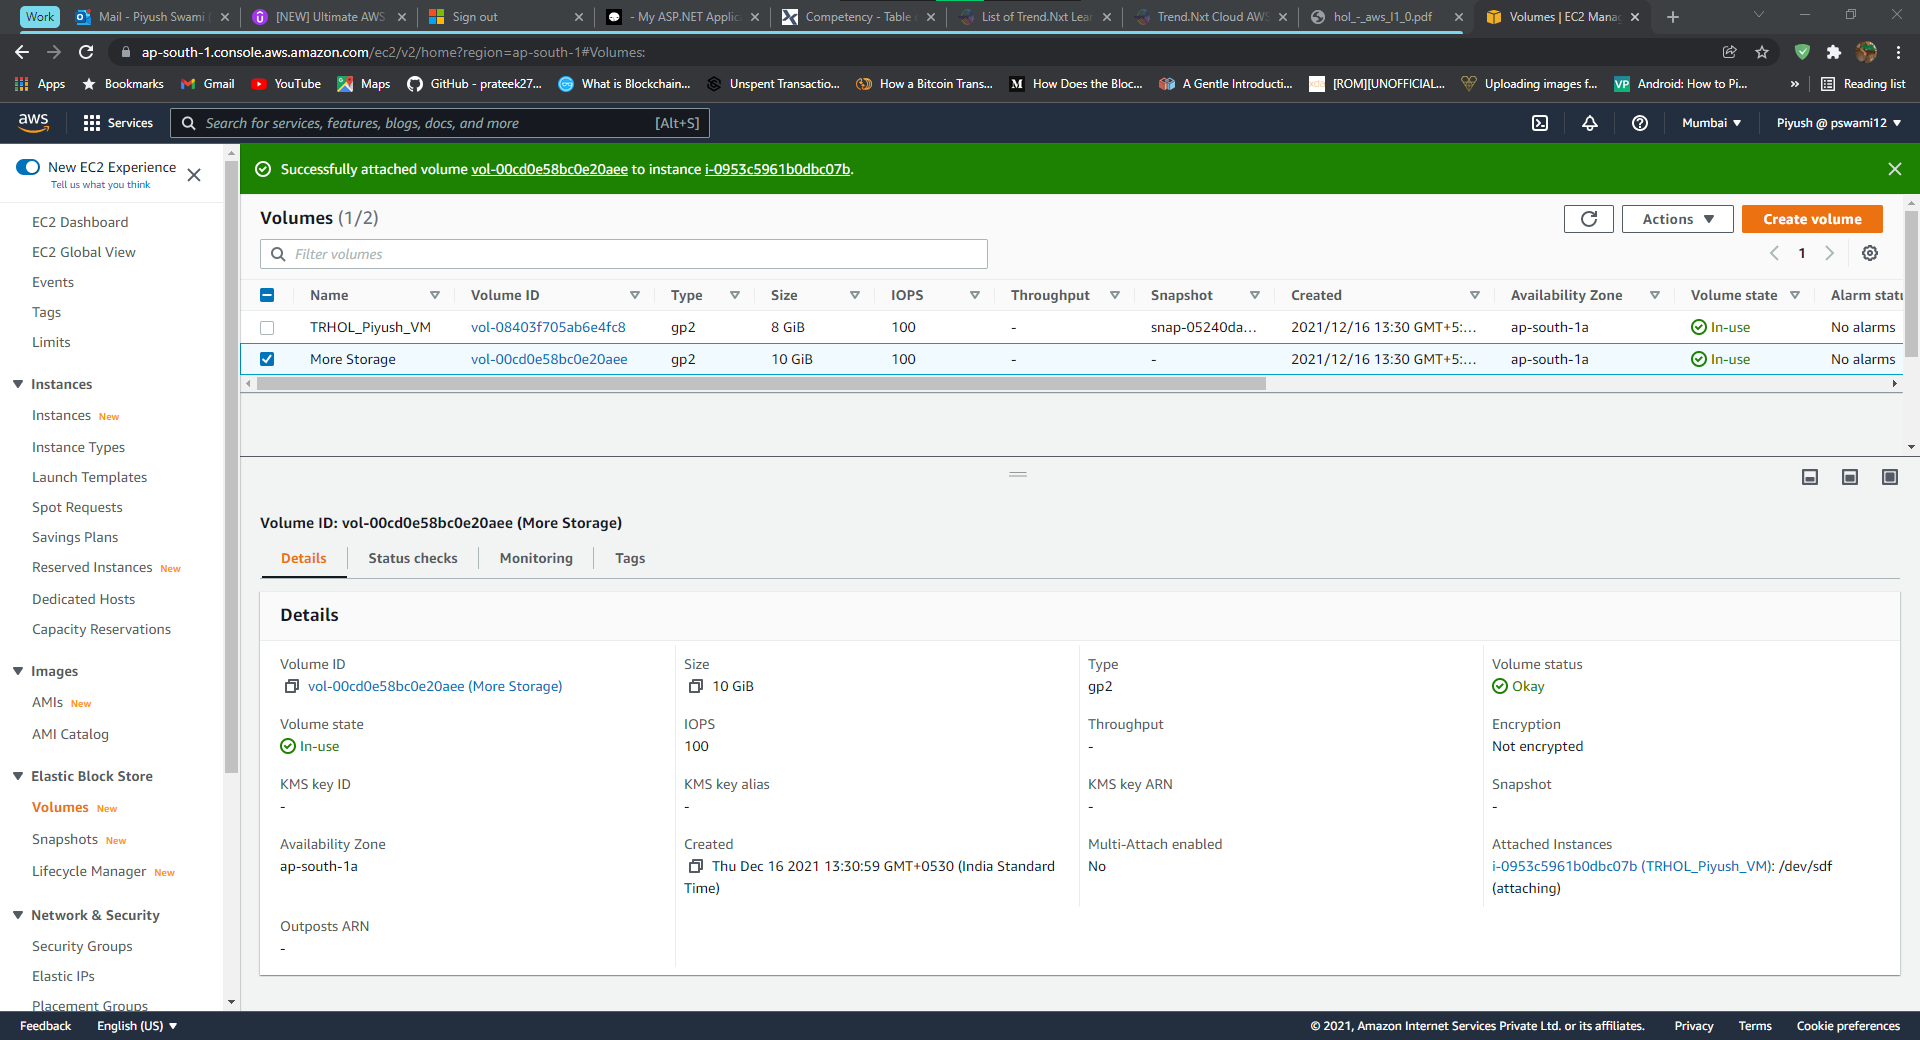 Work
Mail - Piyush Swami
[NEW] Ultimate AWS
Sign out
- My ASP.NET Applic
Competency - Table
List of Trend.Nxt Lea
Trend.Nxt Cloud AWS
hol_-_aws_l1_0.pdf
Volumes | EC2 Mana
ap-south-1.console.aws.amazon.com/ec2/v2/home?region=ap-south-1#Volumes:
Apps
Bookmarks
Gmail
YouTube
Maps
GitHub - prateek27...
What is Blockchain...
Unspent Transactio...
How a Bitcoin Trans...
How Does the Bloc...
A Gentle Introducti...
[ROM][UNOFFICIAL...
Uploading images f...
Android: How to Pi...
»
Reading list
aws
Services
Search for services, features, blogs, docs, and more
[Alt+S]
Mumbai
Piyush @ pswami12
New EC2 Experience
Tell us what you think
EC2 Dashboard
EC2 Global View
Events
Tags
Limits
Instances
Instances New
Instance Types
Launch Templates
Spot Requests
Savings Plans
Reserved Instances New
Dedicated Hosts
Capacity Reservations
Images
AMIs New
AMI Catalog
Elastic Block Store
Volumes New
Snapshots New
Lifecycle Manager New
Network & Security
Security Groups
Elastic IPs
Placement Groups
Successfully attached volume vol-00cd0e58bc0e20aee to instance i-0953c5961b0dbc07b.
Volumes (1/2)
Actions
Create volume
Filter volumes
1
Name Volume ID Type Size IOPS Throughput Snapshot Created Availability Zone Volume state Alarm statu
TRHOL_Piyush_VM vol-08403f705ab6e4fc8 gp2 8 GiB 100 - snap-05240da... 2021/12/16 13:30 GMT+5:... ap-south-1a In-use No alarms
More Storage vol-00cd0e58bc0e20aee gp2 10 GiB 100 - - 2021/12/16 13:30 GMT+5:... ap-south-1a In-use No alarms
Volume ID: vol-00cd0e58bc0e20aee (More Storage)
Details
Status checks
Monitoring
Tags
Details
Volume ID
vol-00cd0e58bc0e20aee (More Storage)
Size
10 GiB
Type
gp2
Volume status
Okay
Volume state
In-use
IOPS
100
Throughput
-
Encryption
Not encrypted
KMS key ID
-
KMS key alias
-
KMS key ARN
-
Snapshot
-
Availability Zone
ap-south-1a
Created
Thu Dec 16 2021 13:30:59 GMT+0530 (India Standard
Time)
Multi-Attach enabled
No
Attached Instances
i-0953c5961b0dbc07b (TRHOL_Piyush_VM): /dev/sdf
(attaching)
Outposts ARN
-
Feedback
English (US)
© 2021, Amazon Internet Services Private Ltd. or its affiliates.
Privacy
Terms
Cookie preferences